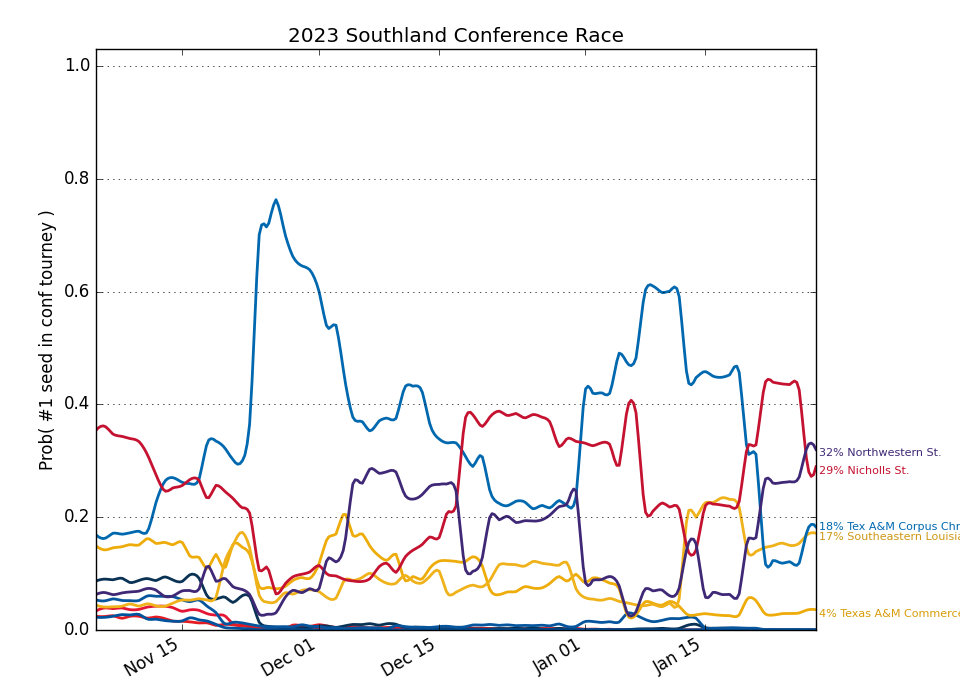 2023 Southland Conference Race
Prob( #1 seed in conf tourney )
1.0
0.8
0.6
0.4
0.2
0.0
32% Northwestern St.
29% Nicholls St.
18% Tex A&M Corpus Chr
17% Southeastern Louisia
4% Texas A&M Commerce
Nov 15
Dec 01
Dec 15
Jan 01
Jan 15